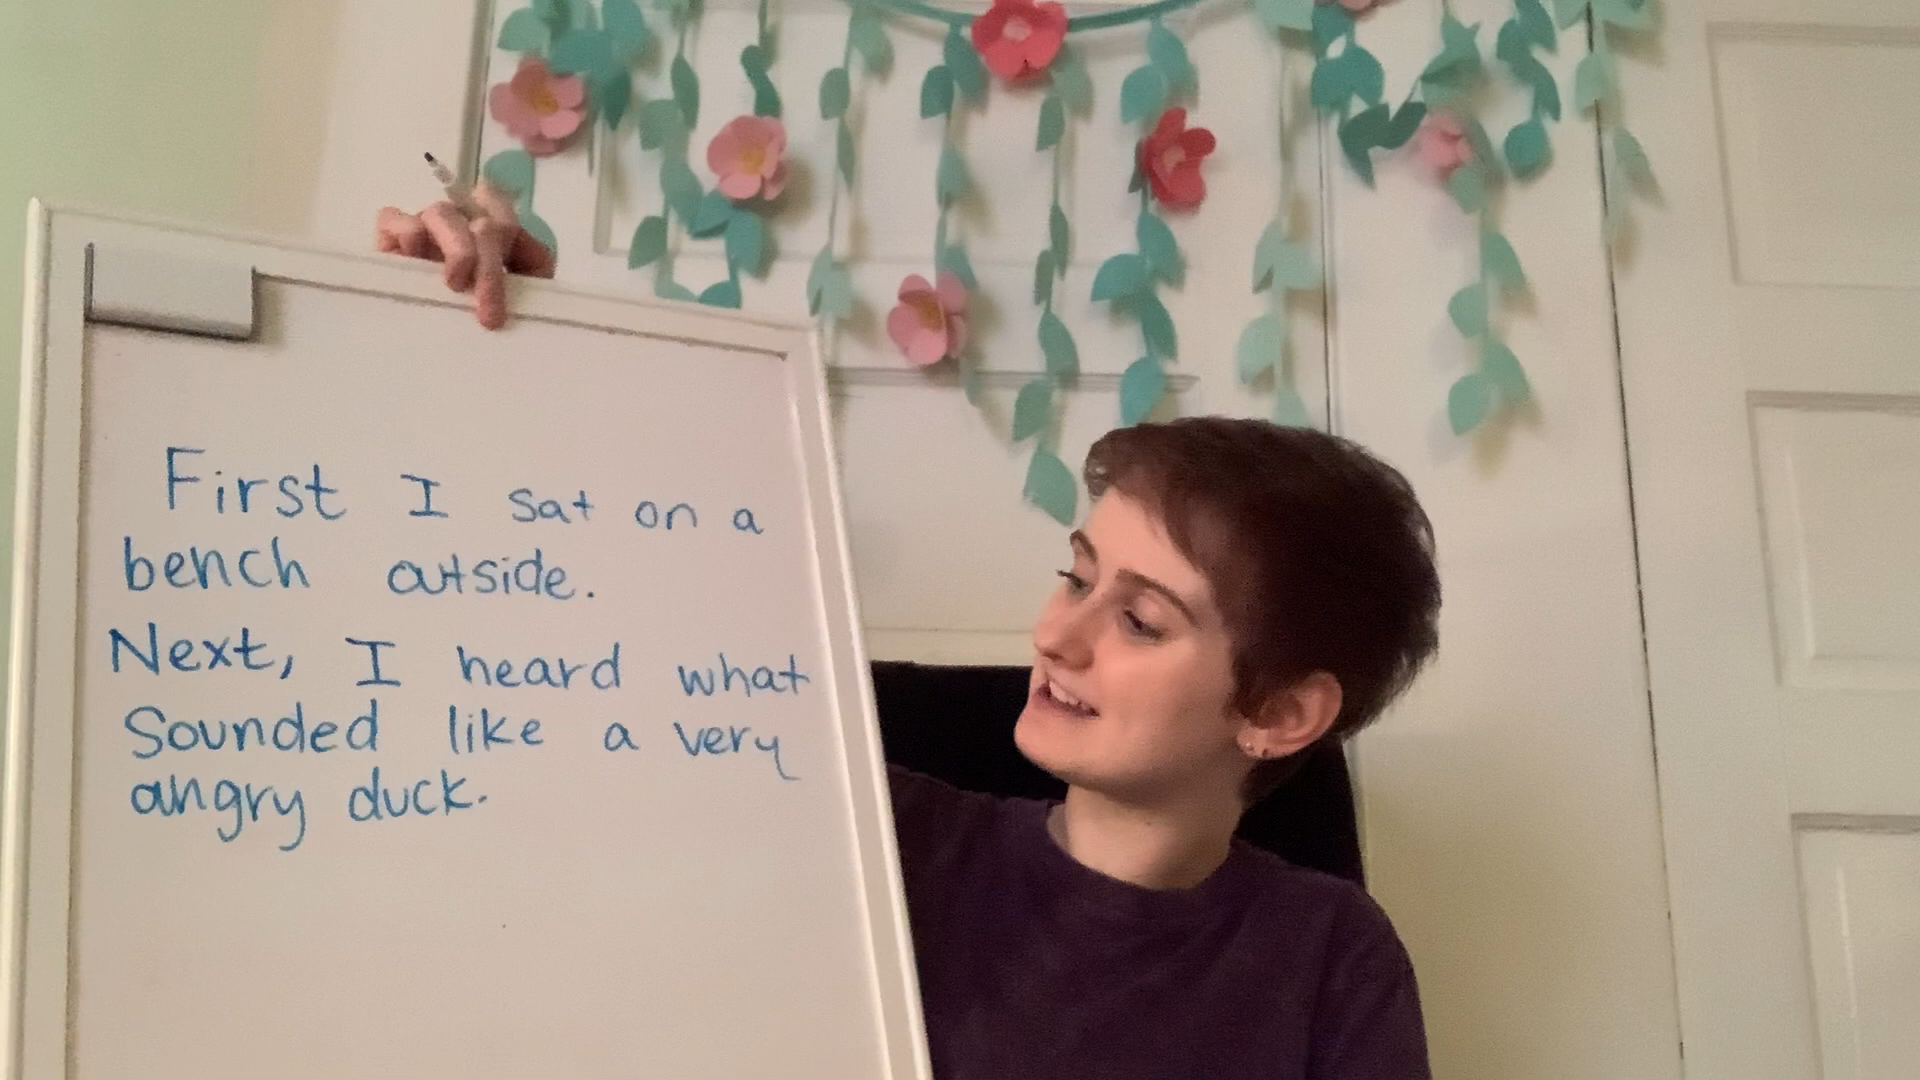 First I sat on a
bench outside.
Next, I heard what
Sounded like a very
angry duck.